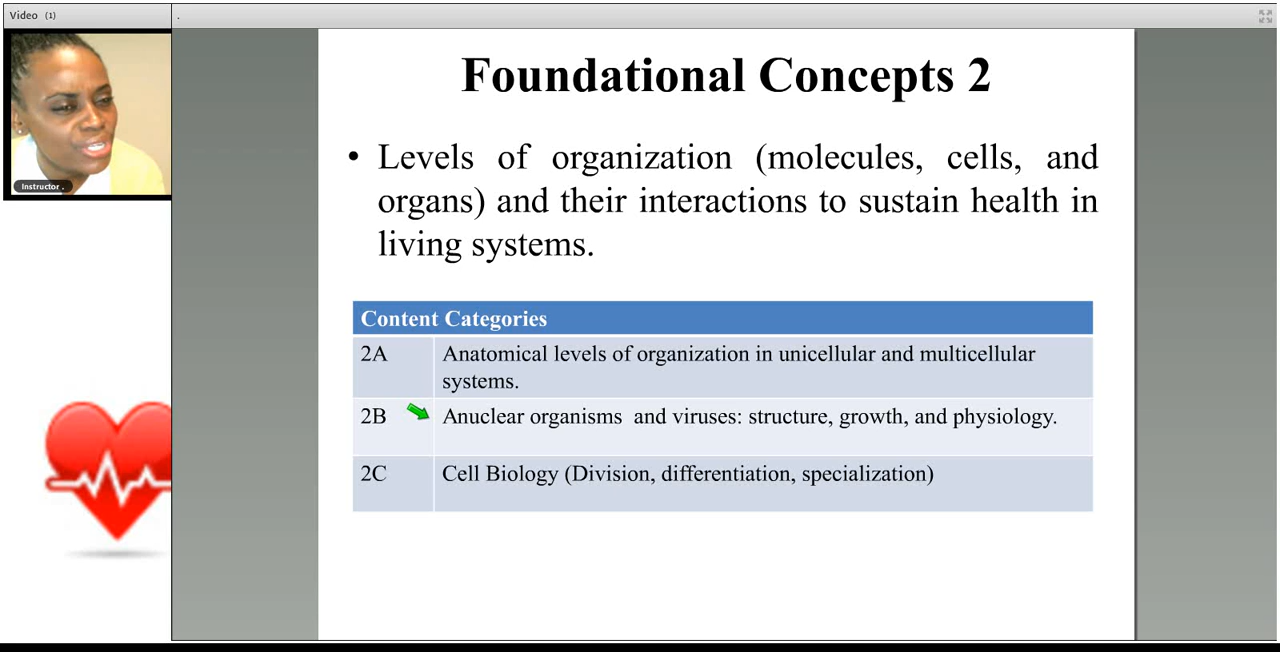 Video (1)
.
Instructor .
Foundational Concepts 2
• Levels of organization (molecules, cells, and
organs) and their interactions to sustain health in
living systems.
Content Categories
2A Anatomical levels of organization in unicellular and multicellular
systems.
2B Anuclear organisms and viruses: structure, growth, and physiology.
2C Cell Biology (Division, differentiation, specialization)